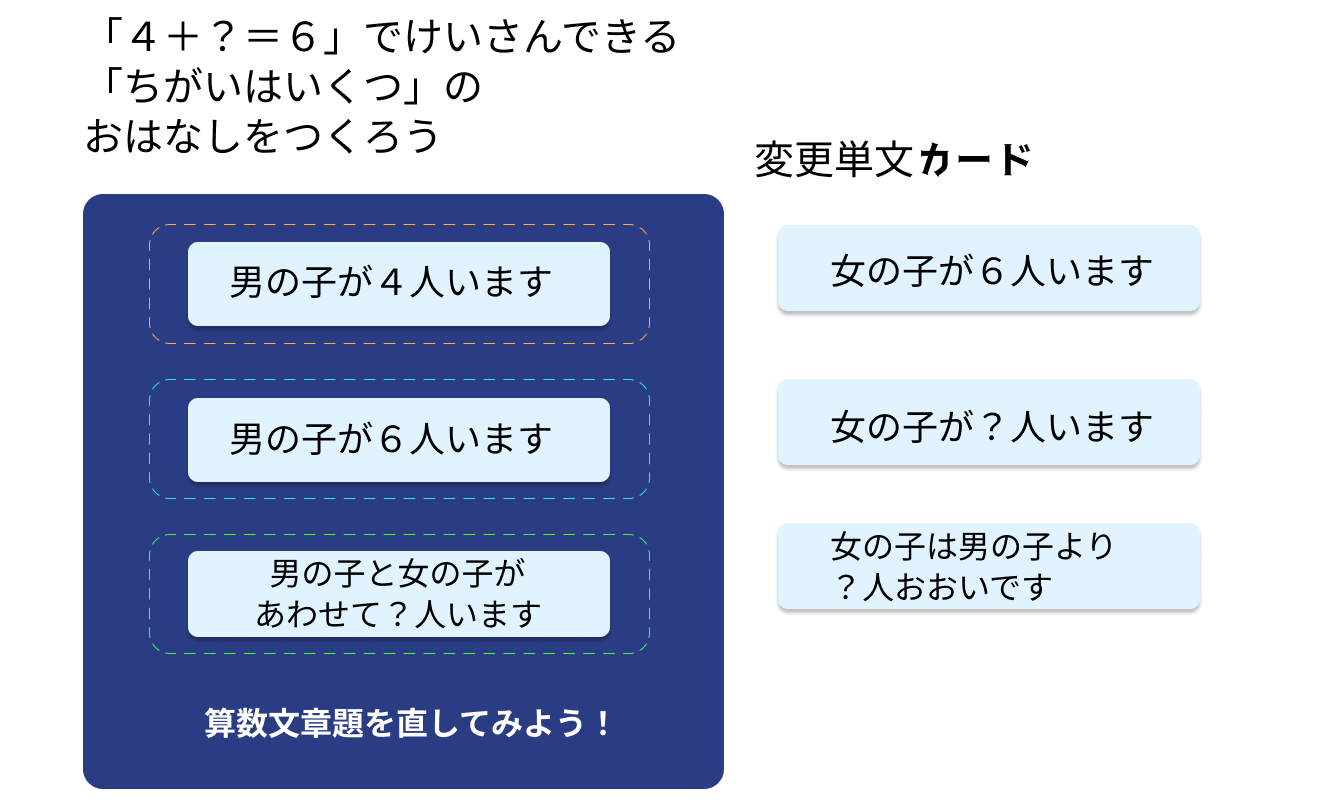 「４＋？＝６」でけいさんできる
「ちがいはいくつ」の
おはなしをつくろう
変更単文カード
男の子が４人います
男の子が６人います
男の子と女の子が
あわせて？人います
算数文章題を直してみよう！
女の子が６人います
女の子が？人います
女の子は男の子より
？人おおいです